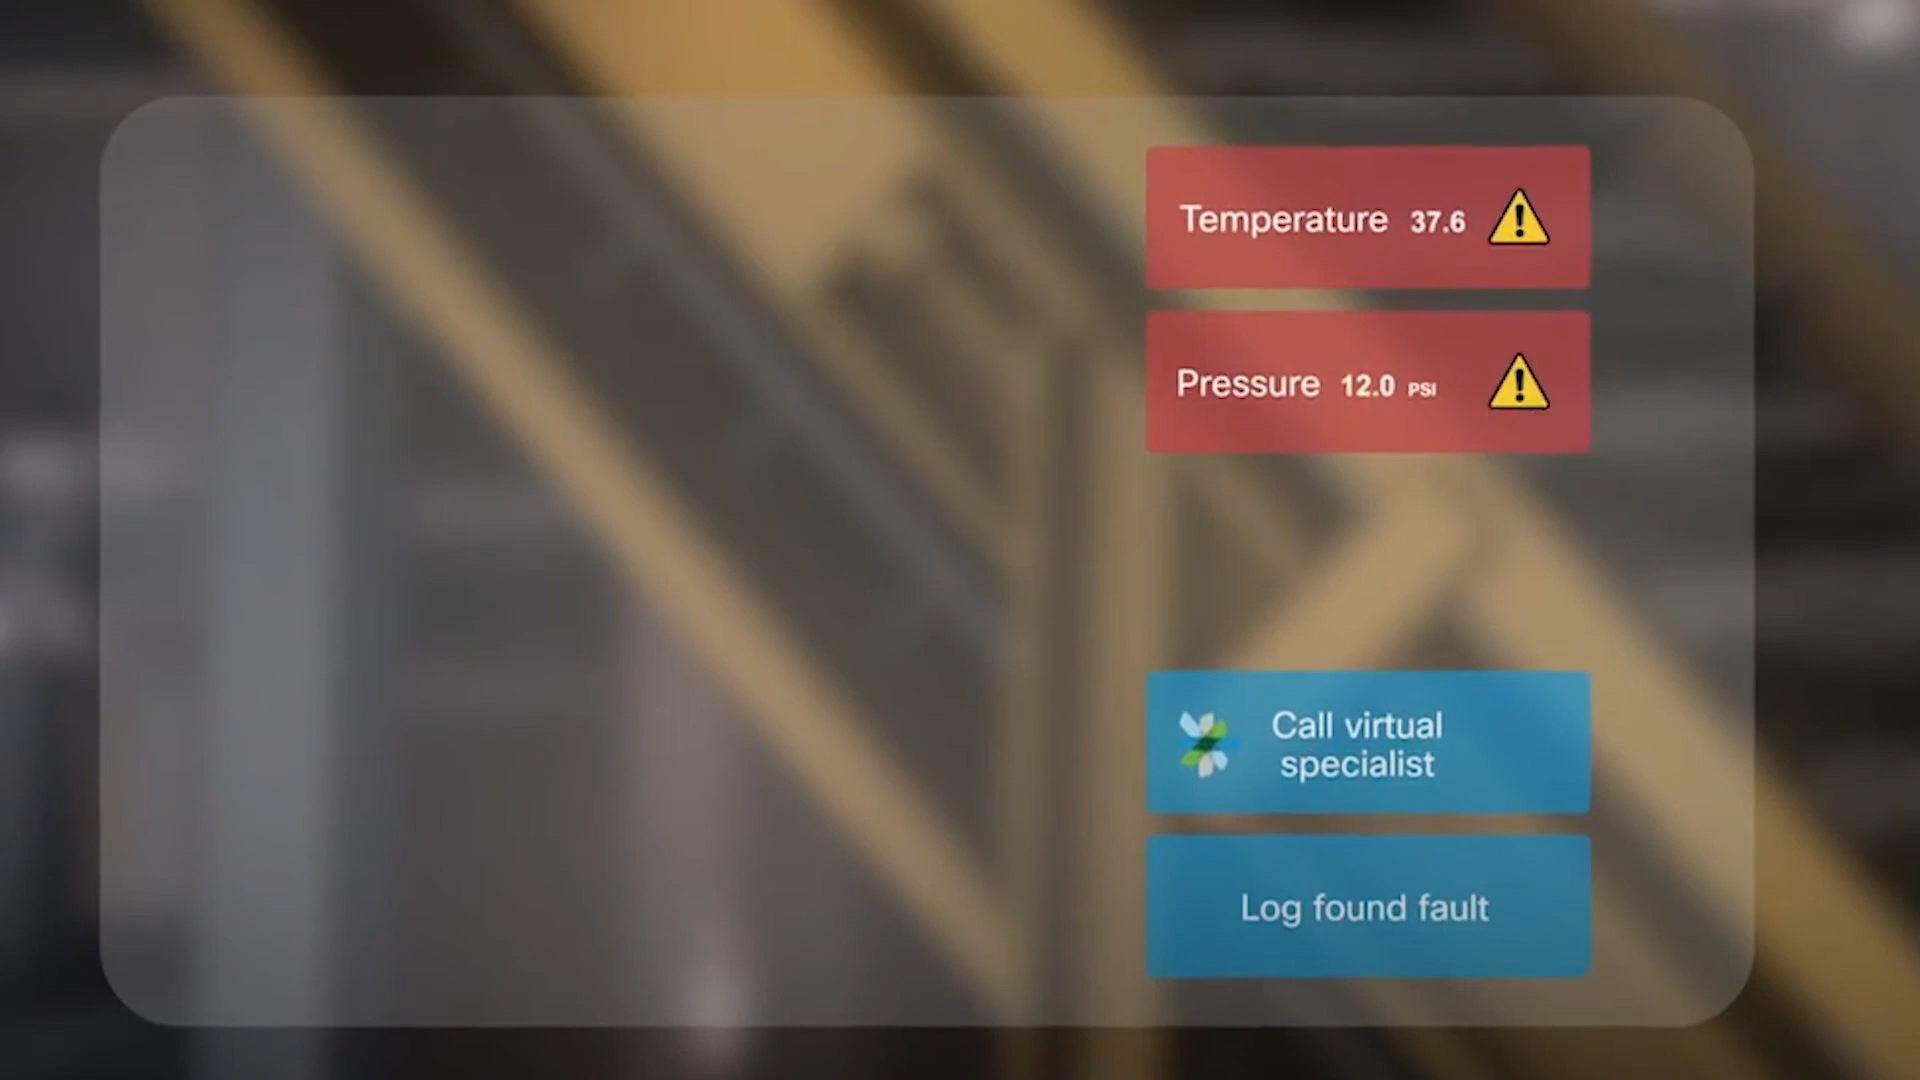 Temperature 37.6
Pressure 12.0 PSI
Call virtual
specialist
Log found fault